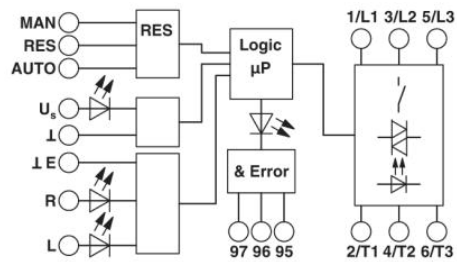 MAN
RES
AUTO
RES
Us
⊥
⊥ E
R
L
Logic
µP
& Error
97 96 95
1/L1 3/L2 5/L3
2/T1 4/T2 6/T3